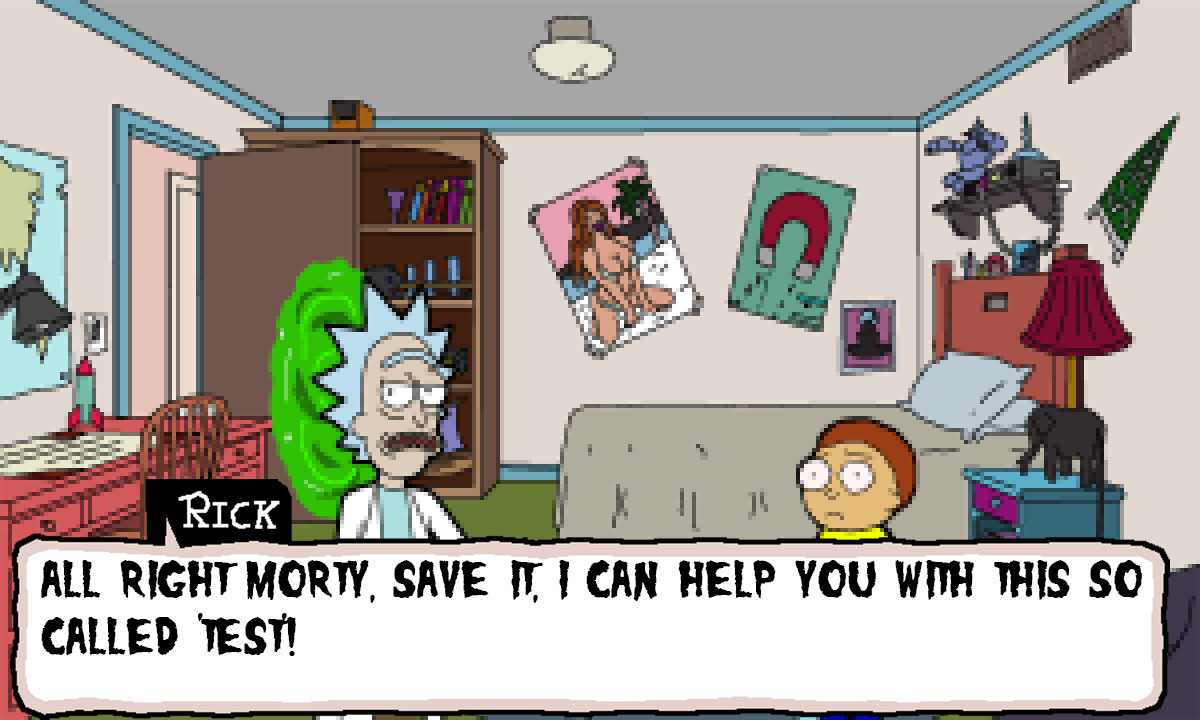 RICK
ALL RIGHT MORTY, SAVE IT, I CAN HELP YOU WITH THIS SO
CALLED 'TEST'!